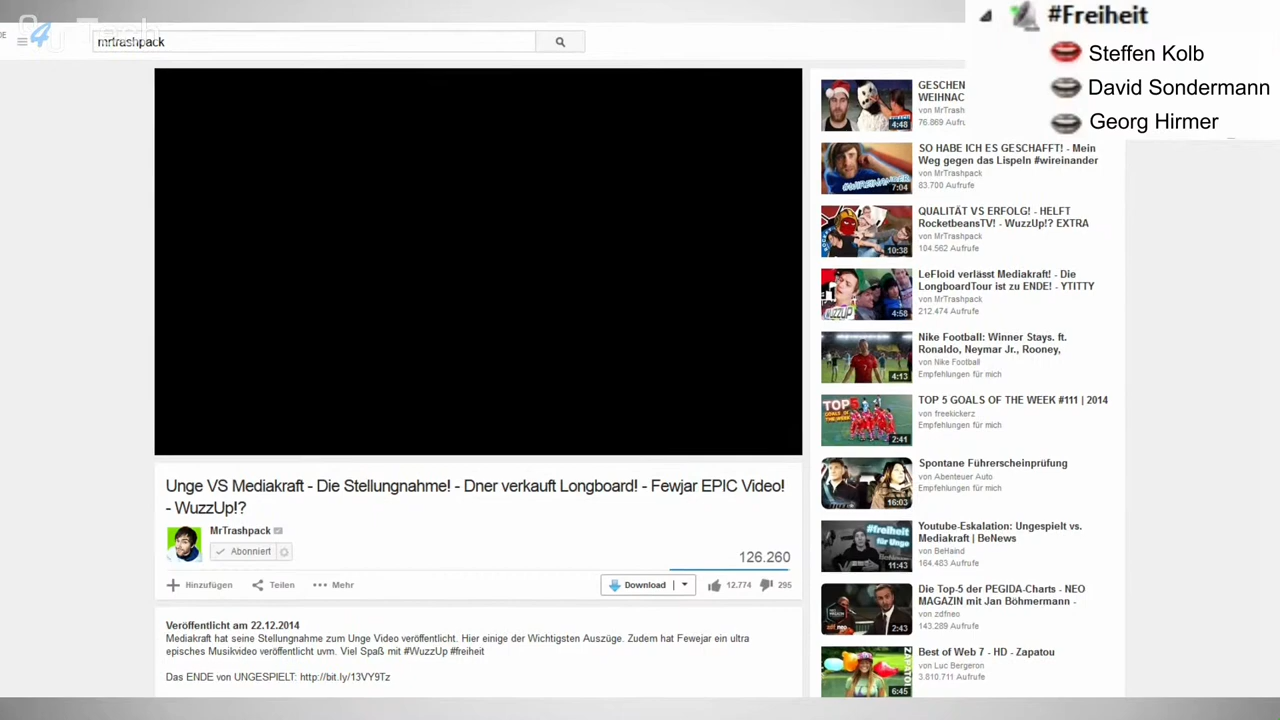 #Freiheit
Steffen Kolb
David Sondermann
Georg Hirmer
mrtrashpack
4:48
GESCHEN
WEIHNAC
von MrTrash
76.869 Aufru
7:04
SO HABE ICH ES GESCHAFFT! - Mein
Weg gegen das Lispeln #wireinander
von MrTrashpack
83.700 Aufrufe
10:38
QUALITÄT VS ERFOLG! - HELFT
RocketbeansTV! - WuzzUp!? EXTRA
von MrTrashpack
104.562 Aufrufe
4:58
LeFloid verlässt Mediakraft! - Die
LongboardTour ist zu ENDE! - YTITTY
von MrTrashpack
212.474 Aufrufe
4:13
Nike Football: Winner Stays. ft.
Ronaldo, Neymar Jr., Rooney,
von Nike Football
Empfehlungen für mich
TOP5
GOALS OF
THE WEEK
2:41
TOP 5 GOALS OF THE WEEK #111 | 2014
von freekickerz
Empfehlungen für mich
16:03
Spontane Führerscheinprüfung
von Abenteuer Auto
Empfehlungen für mich
#freiheit
für Unge
11:43
Youtube-Eskalation: Ungespielt vs.
Mediakraft | BeNews
von BeHaind
164.483 Aufrufe
2:43
Die Top-5 der PEGIDA-Charts - NEO
MAGAZIN mit Jan Böhmermann -
von zdfneo
143.289 Aufrufe
ZAPATOU
6:45
Best of Web 7 - HD - Zapatou
von Luc Bergeron
3.810.711 Aufrufe
Unge VS Mediakraft - Die Stellungnahme! - Dner verkauft Longboard! - Fewjar EPIC Video!
- WuzzUp!?
MrTrashpack
Abonniert
126.260
Hinzufügen Teilen Mehr
Download
12.774 295
Veröffentlicht am 22.12.2014
Mediakraft hat seine Stellungnahme zum Unge Video veröffentlicht. Hier einige der Wichtigsten Auszüge. Zudem hat Fewejar ein ultra
episches Musikvideo veröffentlicht uvm. Viel Spaß mit #WuzzUp #freiheit
Das ENDE von UNGESPIELT: http://bit.ly/13VY9Tz